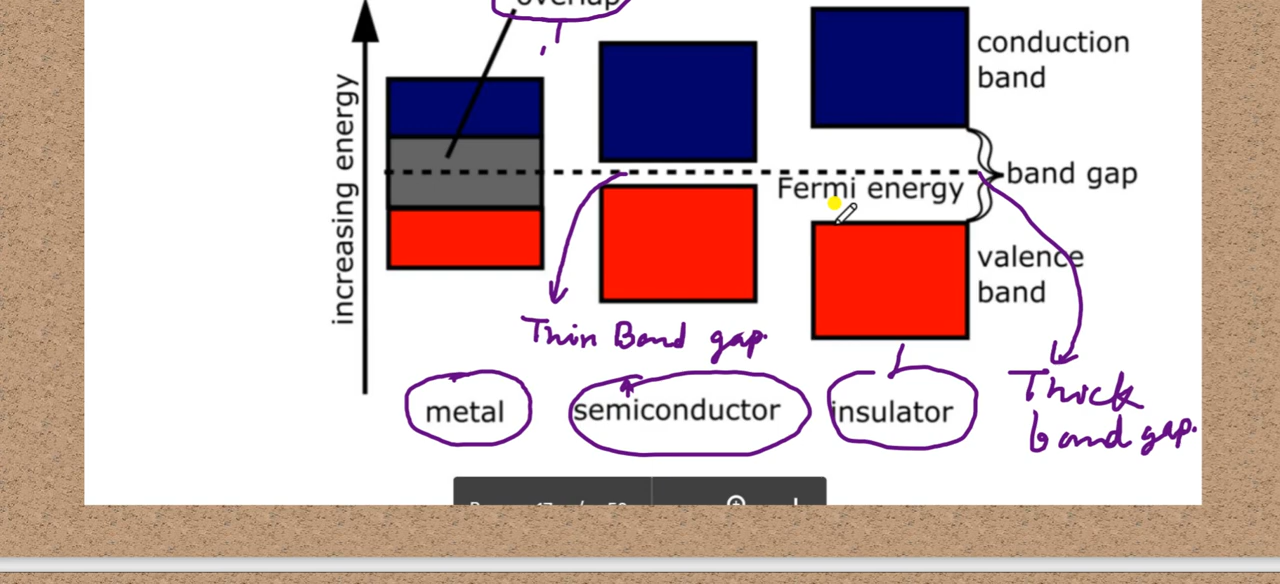 overlap
conduction
band
increasing energy
Fermi energy
band gap
valence
band
Thin Band gap.
metal
semiconductor
insulator
Thick
band gap.